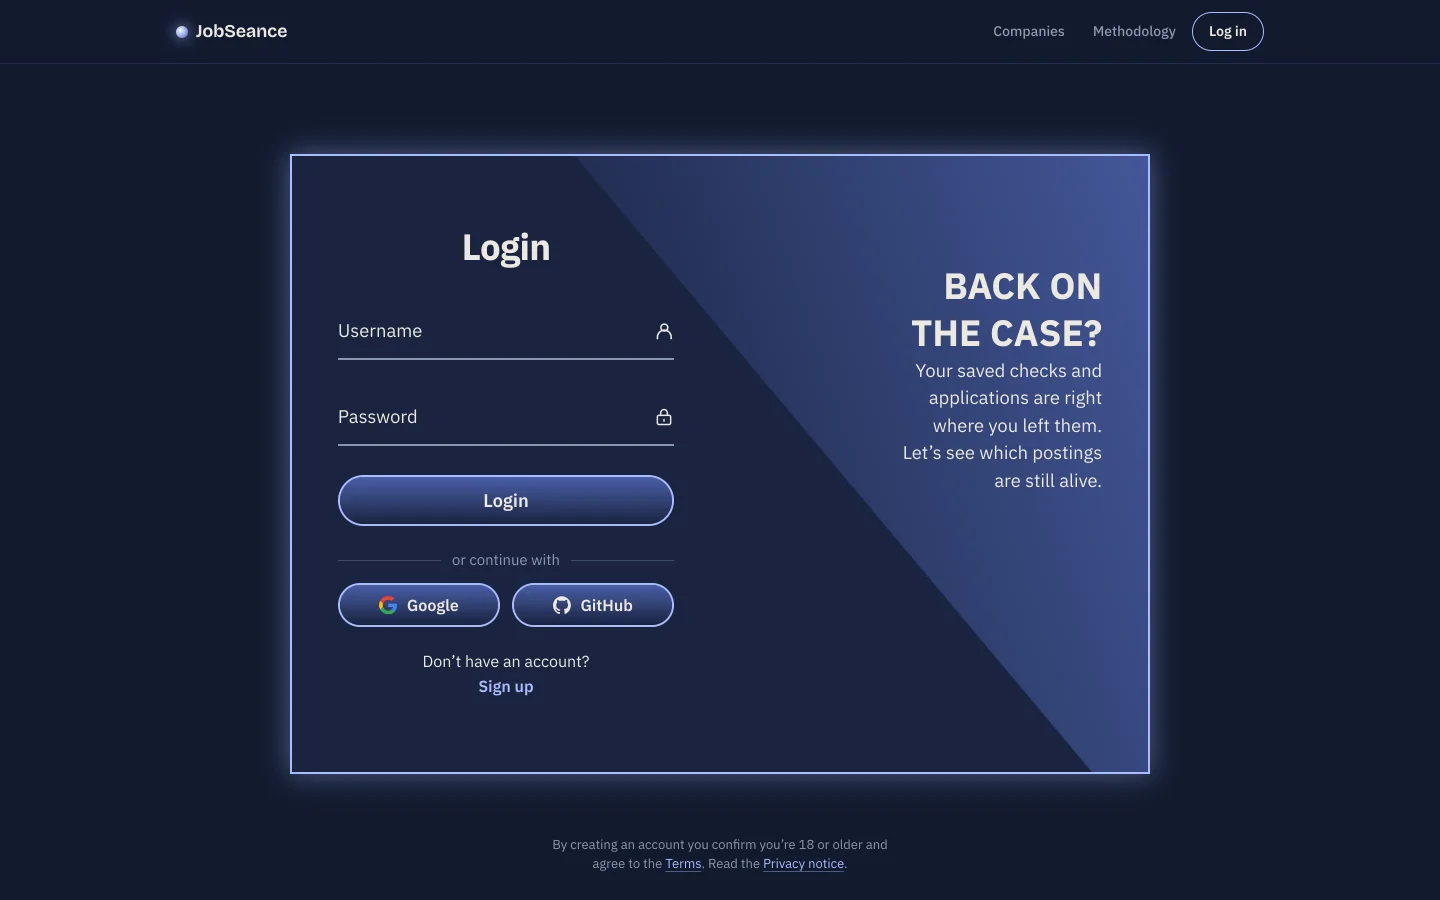 JobSeance
Companies
Methodology
Log in
Login
Username
Password
Login
or continue with
Google
GitHub
Don’t have an account?
Sign up
BACK ON
THE CASE?
Your saved checks and
applications are right
where you left them.
Let’s see which postings
are still alive.
By creating an account you confirm you’re 18 or older and
agree to the Terms. Read the Privacy notice.